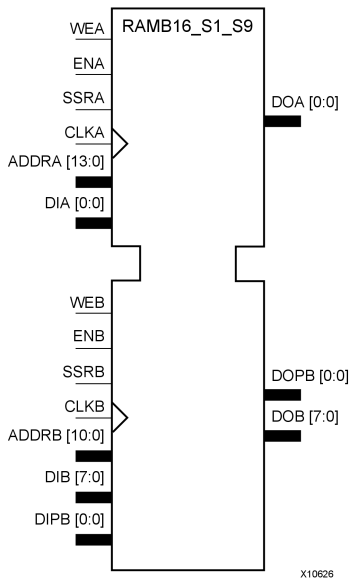 RAMB16_S1_S9
WEA
ENA
SSRA
CLKA
ADDRA [13:0]
DIA [0:0]
DOA [0:0]
WEB
ENB
SSRB
CLKB
ADDRB [10:0]
DIB [7:0]
DIPB [0:0]
DOPB [0:0]
DOB [7:0]
X10626